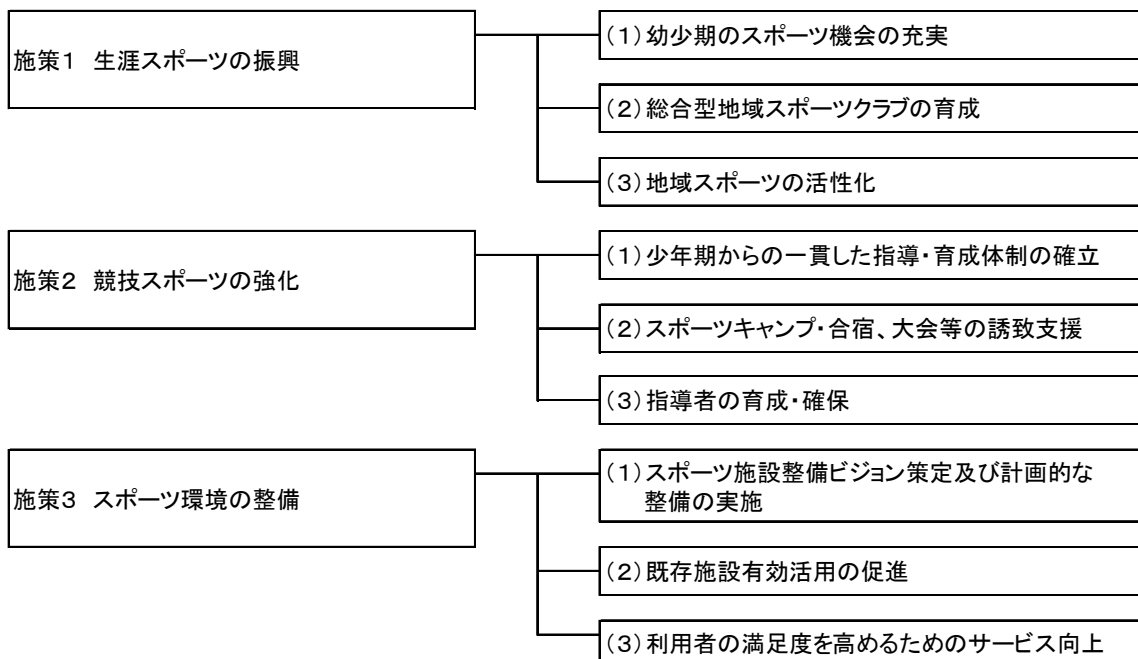 施策1 生涯スポーツの振興
(1)幼少期のスポーツ機会の充実
(2)総合型地域スポーツクラブの育成
(3)地域スポーツの活性化
施策2 競技スポーツの強化
(1)少年期からの一貫した指導・育成体制の確立
(2)スポーツキャンプ・合宿、大会等の誘致支援
(3)指導者の育成・確保
施策3 スポーツ環境の整備
(1)スポーツ施設整備ビジョン策定及び計画的な
整備の実施
(2)既存施設有効活用の促進
(3)利用者の満足度を高めるためのサービス向上